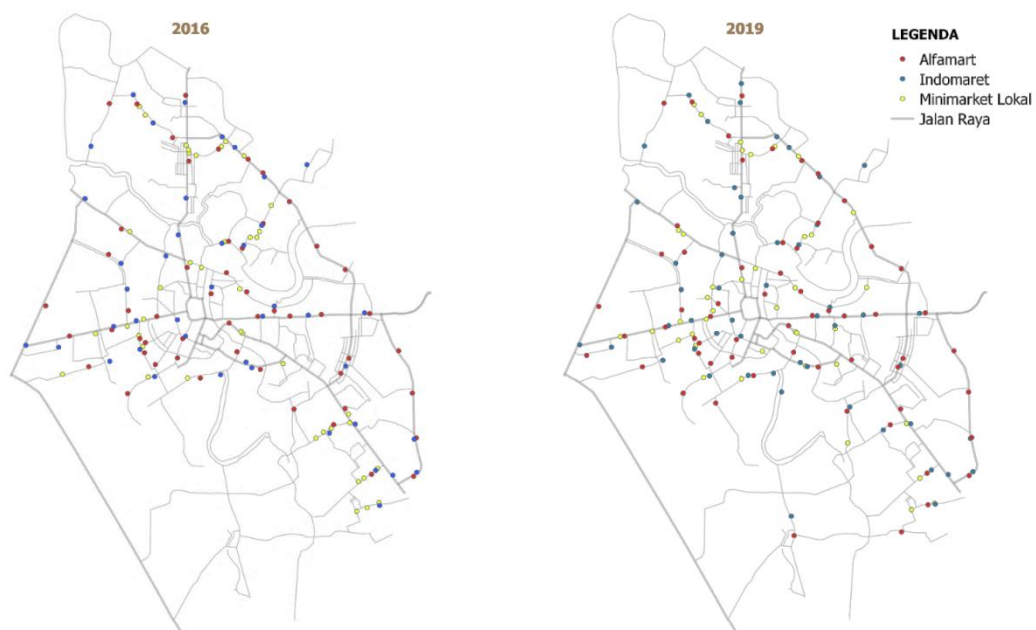 2016
2019
LEGENDA
Alfamart
Indomaret
Minimarket Lokal
Jalan Raya